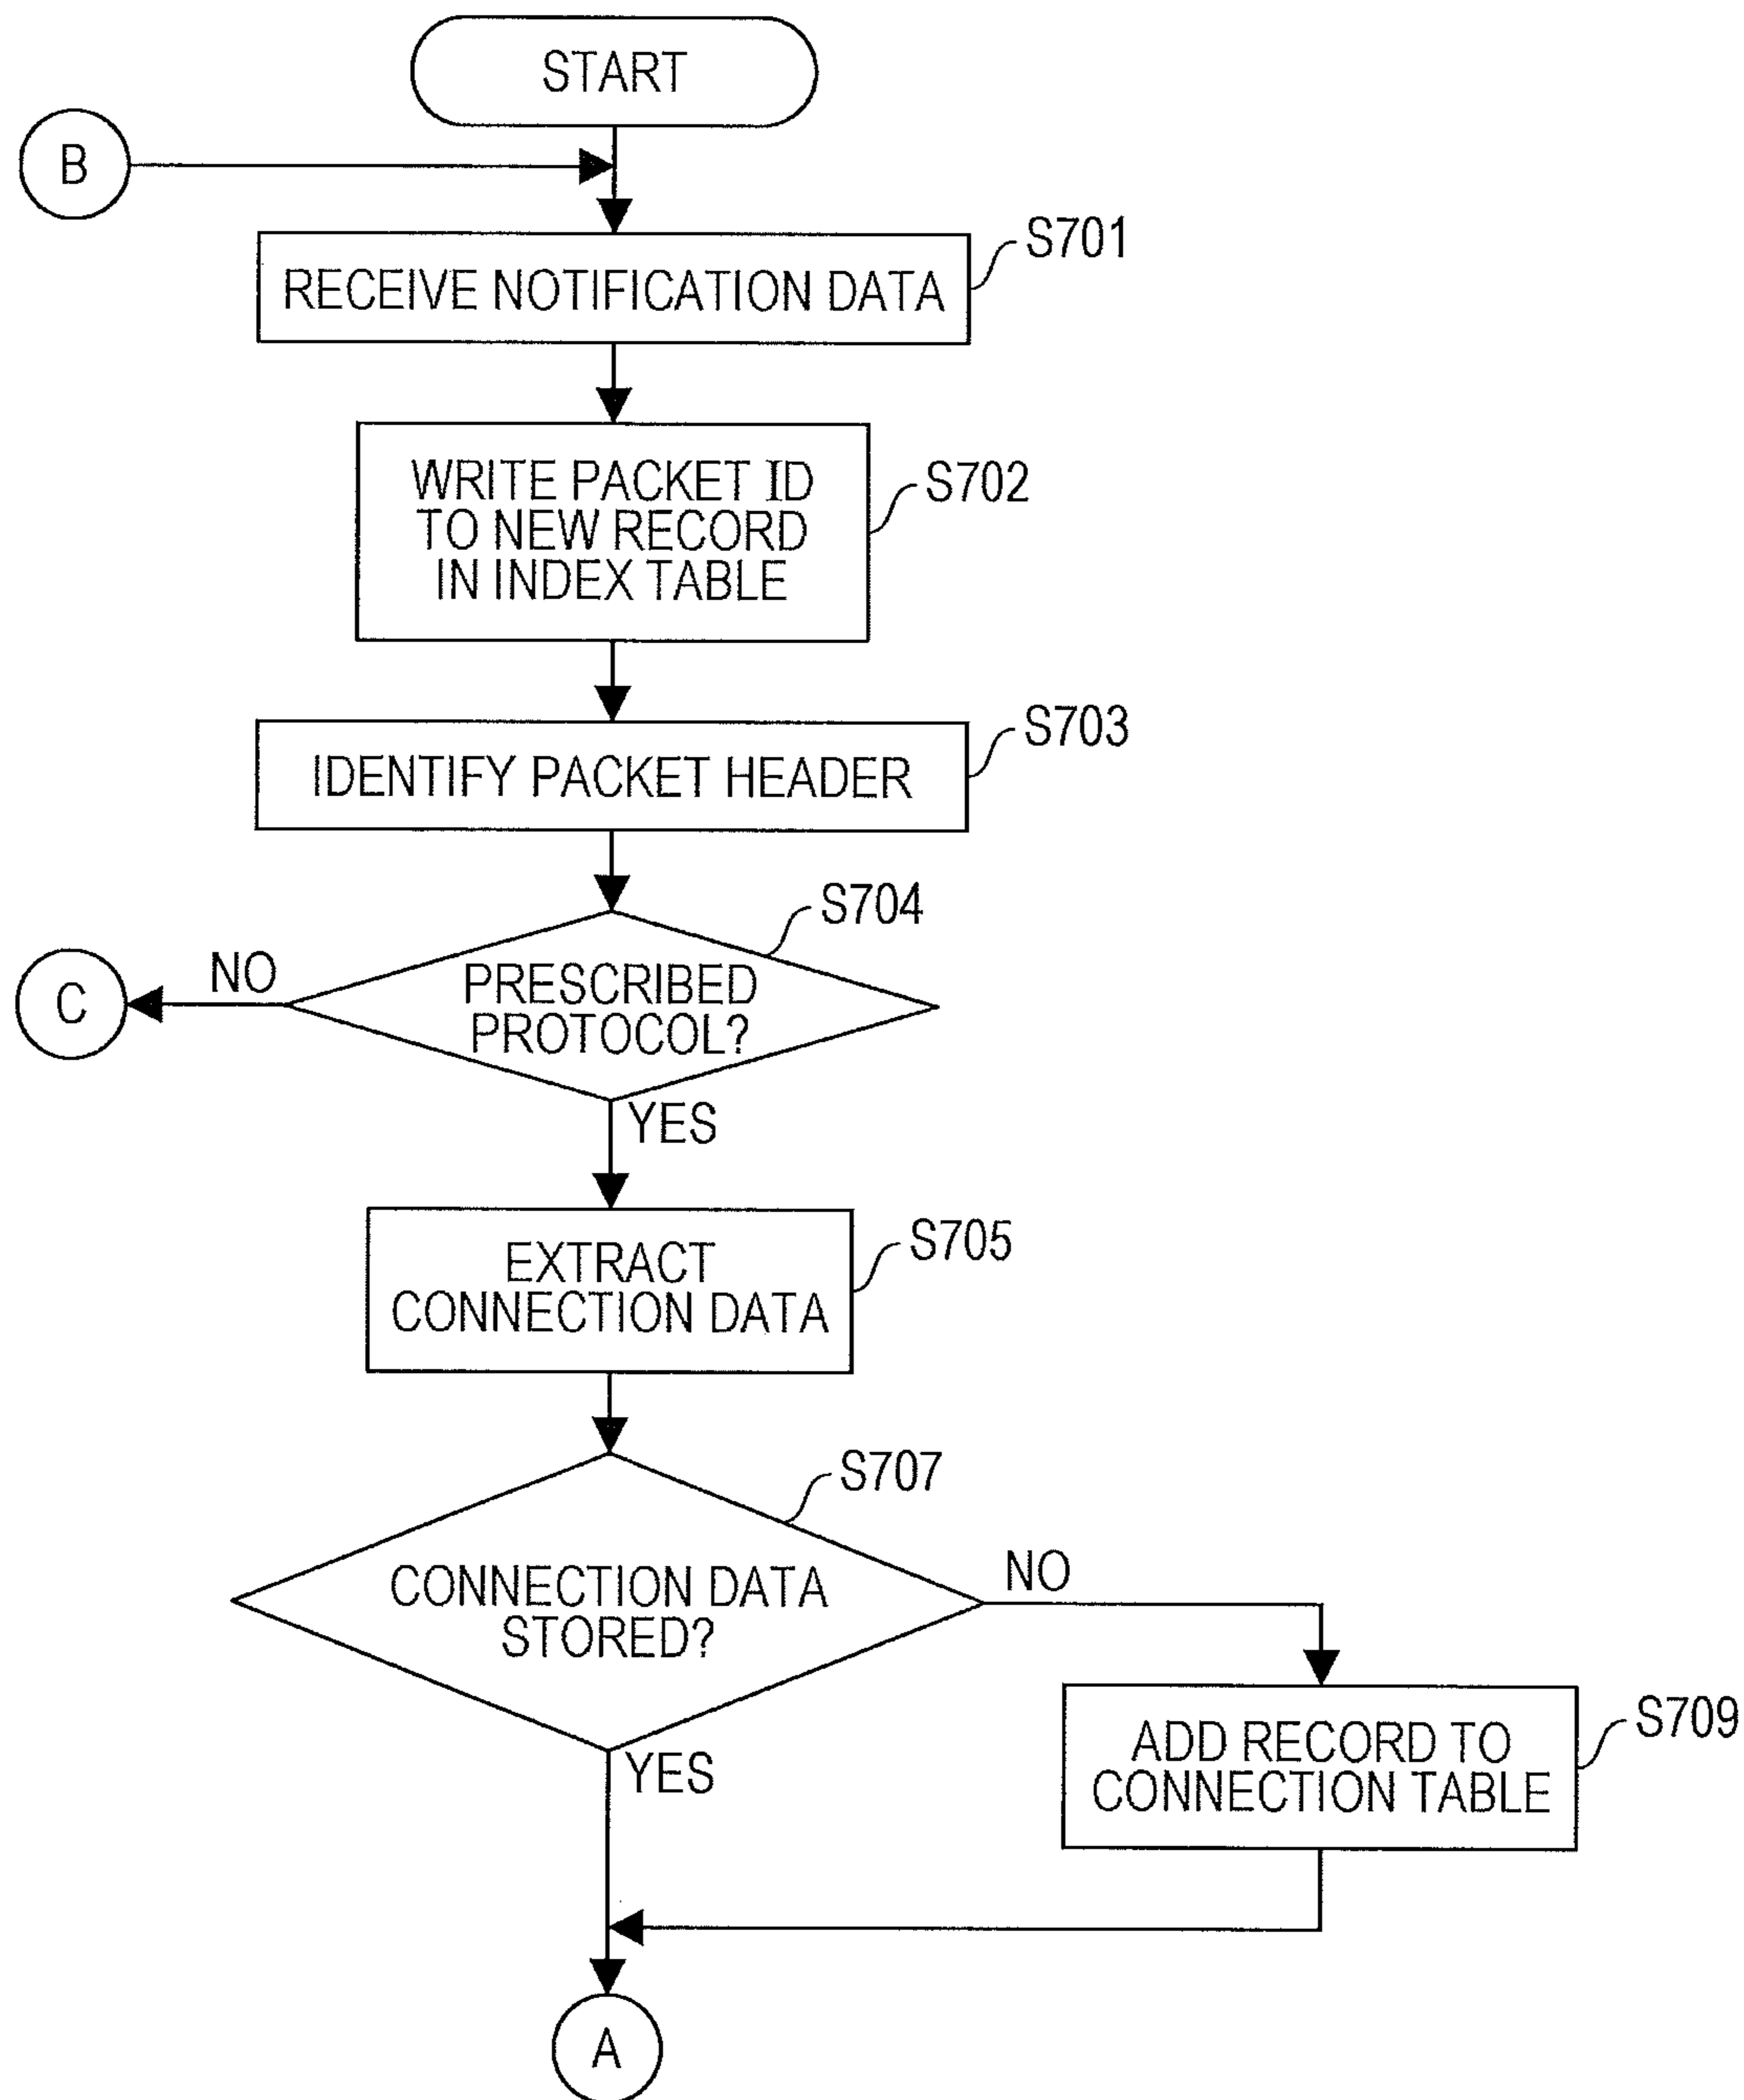 START
B
S701
RECEIVE NOTIFICATION DATA
WRITE PACKET ID
TO NEW RECORD
IN INDEX TABLE
S702
S703
IDENTIFY PACKET HEADER
S704
C
NO
PRESCRIBED
PROTOCOL?
YES
S705
EXTRACT
CONNECTION DATA
S707
CONNECTION DATA
STORED?
NO
YES
S709
ADD RECORD TO
CONNECTION TABLE
A